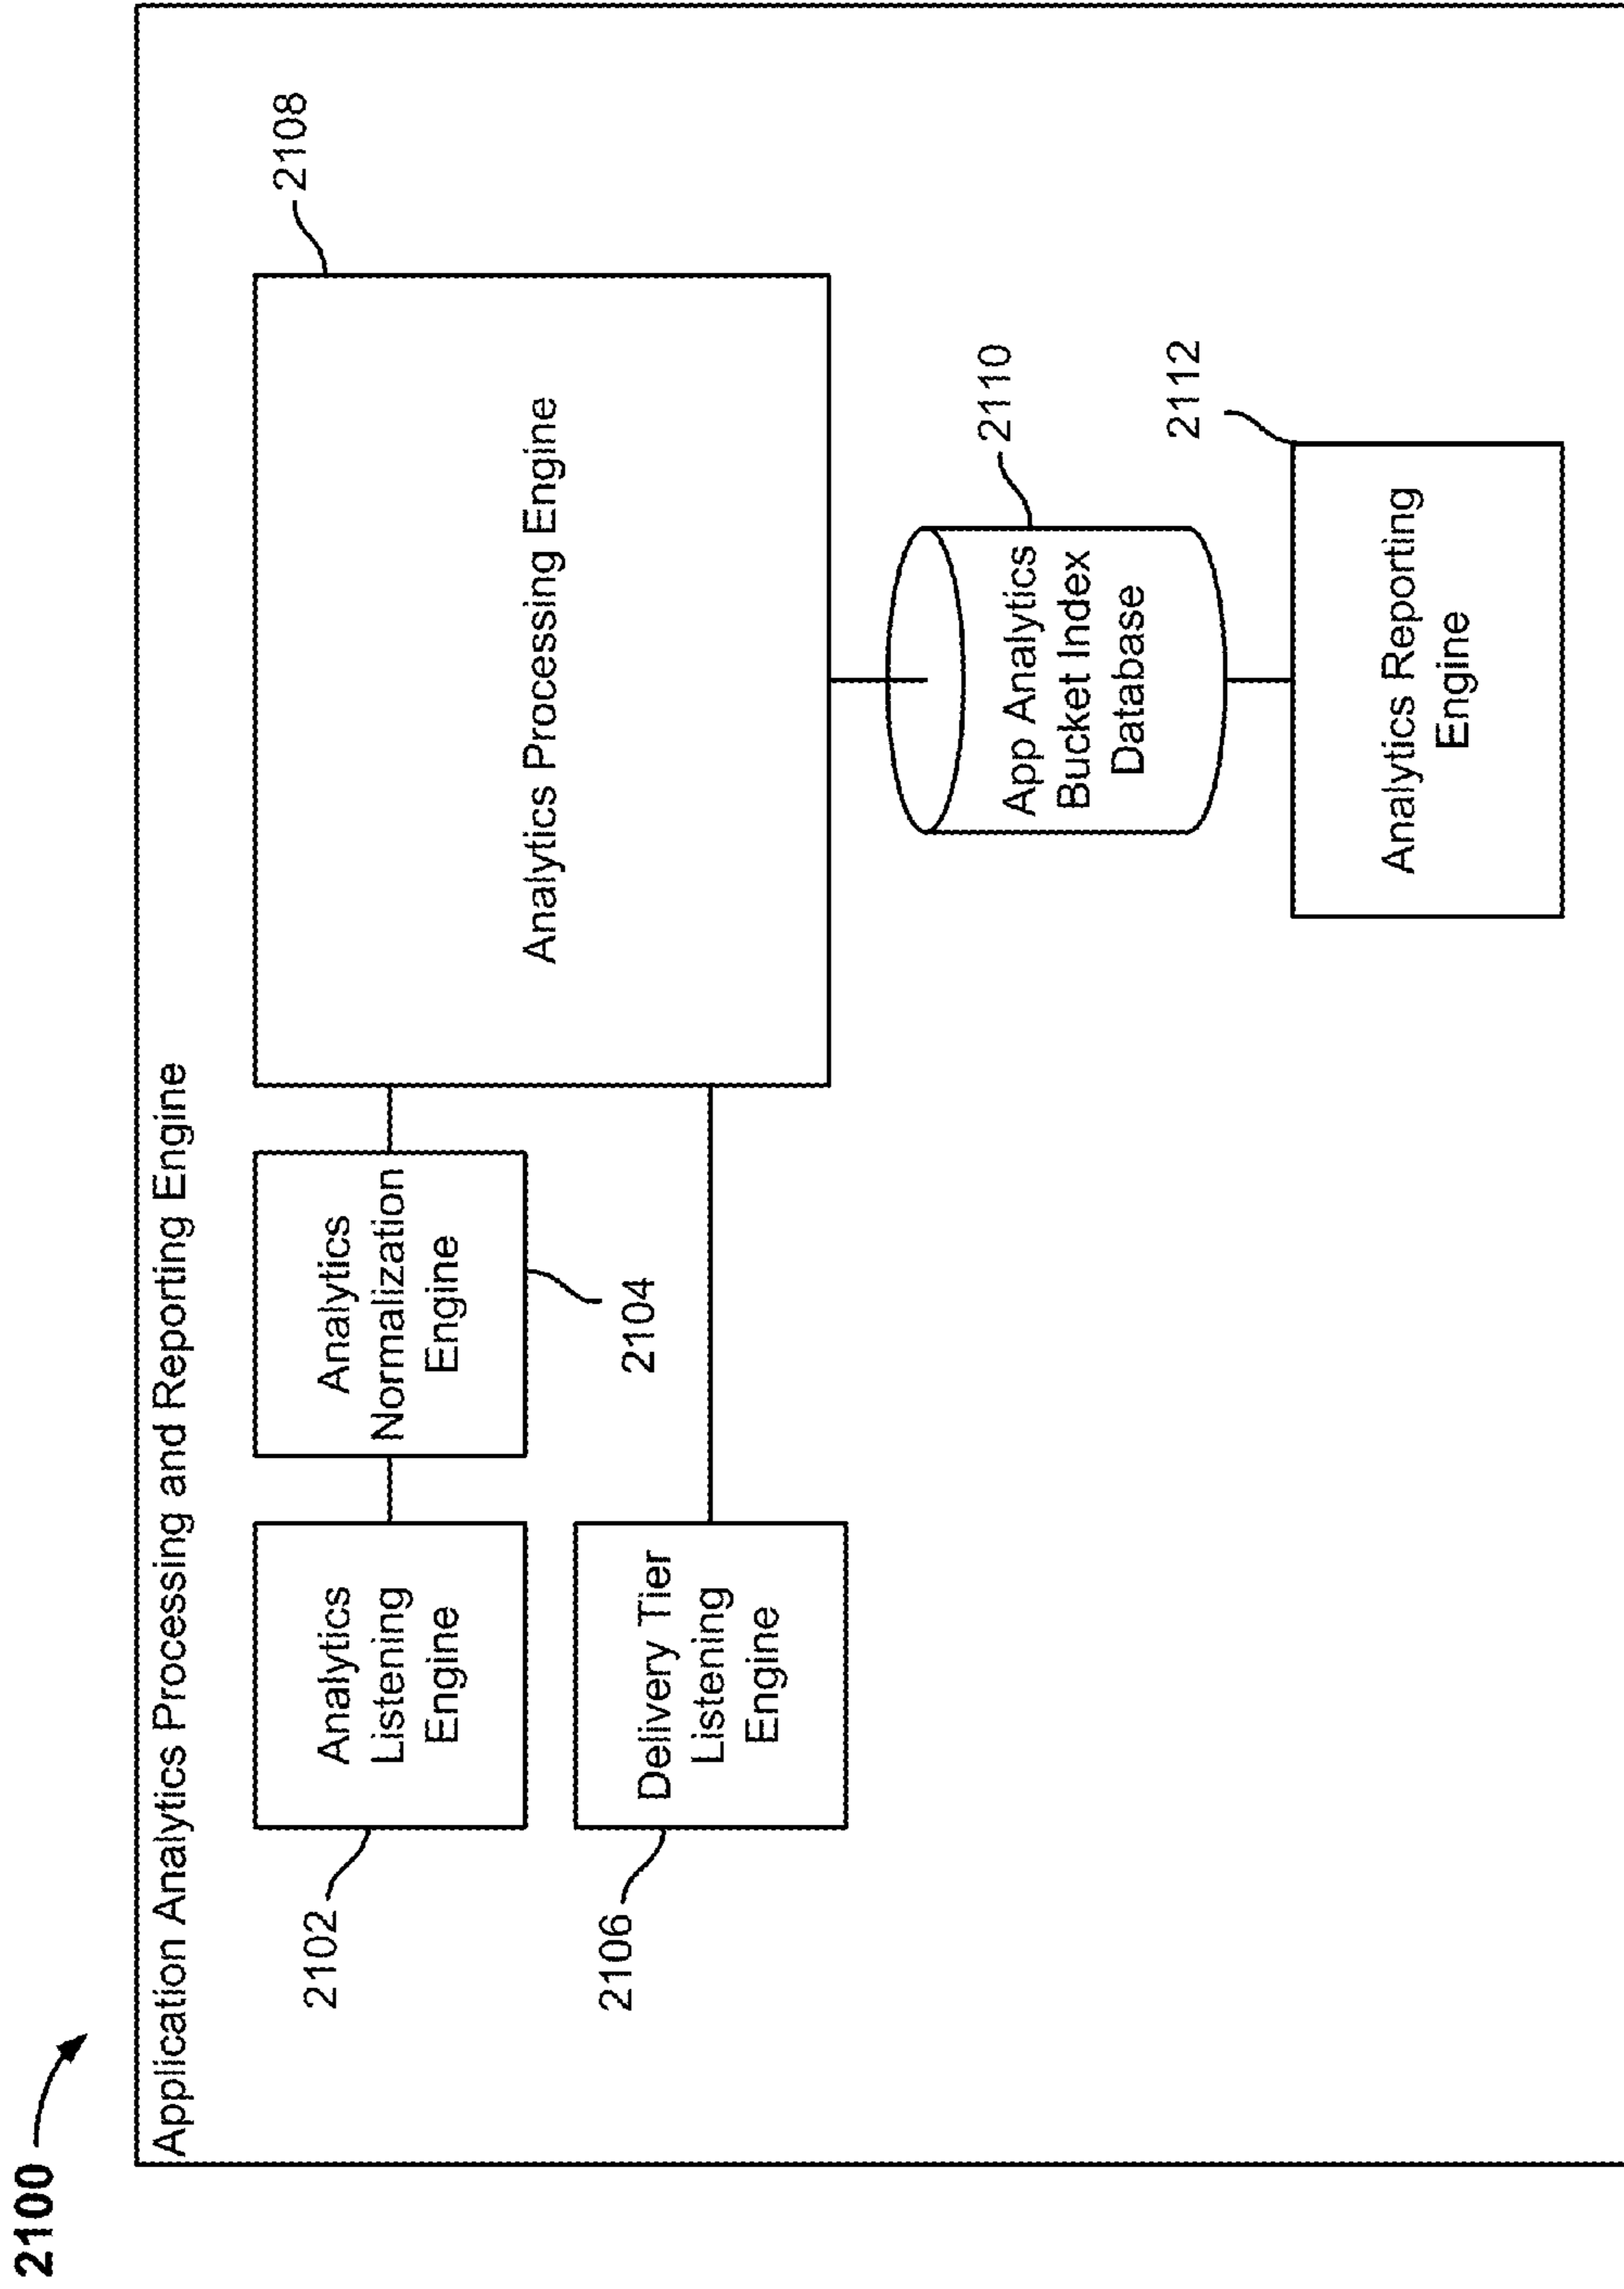 2100
Application Analytics Processing and Reporting Engine
2102
Analytics
Listening
Engine
Analytics
Normalization
Engine
2104
Analytics Processing Engine
2108
2106
Delivery Tier
Listening
Engine
App Analytics
Bucket Index
Database
2110
Analytics Reporting
Engine
2112